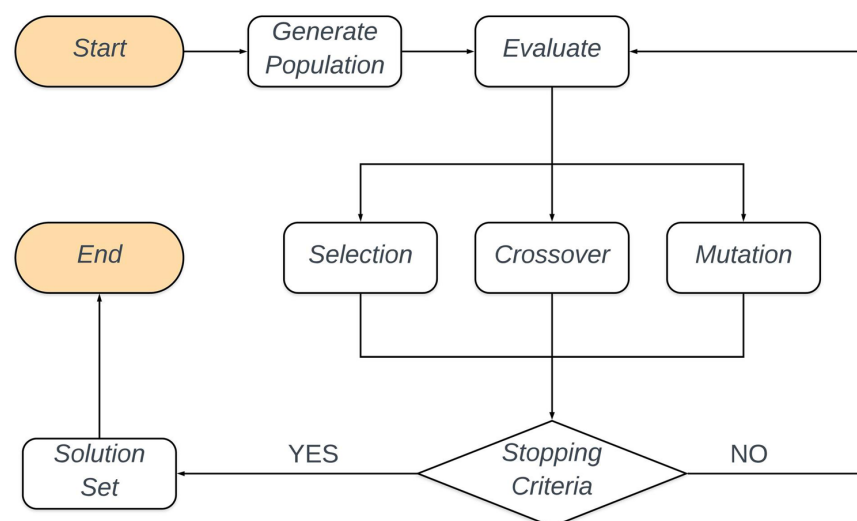 Start
Generate
Population
Evaluate
End
Selection
Crossover
Mutation
Solution
Set
YES
Stopping
Criteria
NO